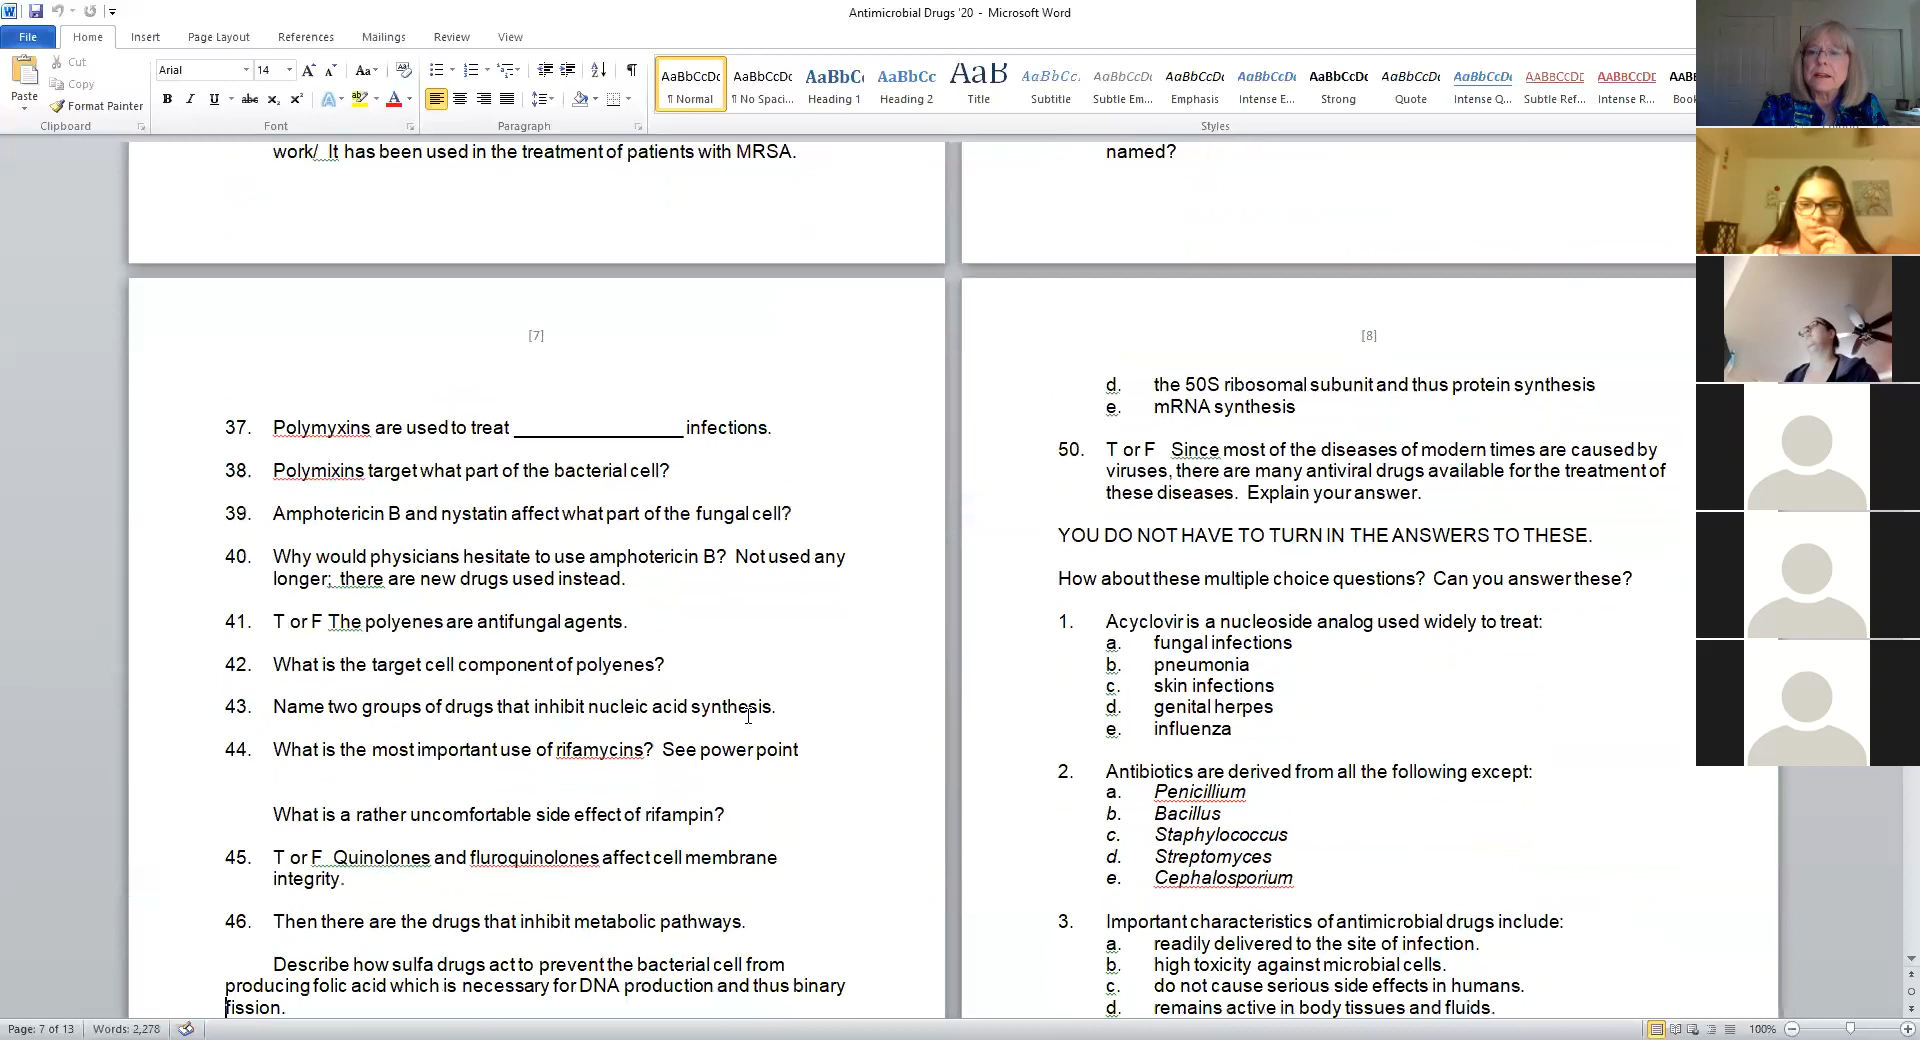 Antimicrobial Drugs '20 - Microsoft Word
File Home Insert Page Layout References Mailings Review View
Paste
Cut
Copy
Format Painter
Clipboard
Arial 14
Font
Paragraph
AaBbCcDc AaBbCcDc AaBbC AaBbCc AaB AaBbCc. AaBbCcDc AaBbCcDc AaBbCcDc AaBbCcDc AaBbCcDc AaBbCcDc AABBCCDC AABBCCDC
¶ Normal ¶ No Spaci... Heading 1 Heading 2 Title Subtitle Subtle Em... Emphasis Intense E... Strong Quote Intense Q... Subtle Ref... Intense R...
Styles
work/ It has been used in the treatment of patients with MRSA.
[7]
37. Polymyxins are used to treat ________________ infections.
38. Polymixins target what part of the bacterial cell?
39. Amphotericin B and nystatin affect what part of the fungal cell?
40. Why would physicians hesitate to use amphotericin B? Not used any
longer; there are new drugs used instead.
41. T or F The polyenes are antifungal agents.
42. What is the target cell component of polyenes?
43. Name two groups of drugs that inhibit nucleic acid synthesis.
44. What is the most important use of rifamycins? See power point
What is a rather uncomfortable side effect of rifampin?
45. T or F Quinolones and fluroquinolones affect cell membrane
integrity.
46. Then there are the drugs that inhibit metabolic pathways.
Describe how sulfa drugs act to prevent the bacterial cell from
producing folic acid which is necessary for DNA production and thus binary
fission.
named?
[8]
d. the 50S ribosomal subunit and thus protein synthesis
e. mRNA synthesis
50. T or F Since most of the diseases of modern times are caused by
viruses, there are many antiviral drugs available for the treatment of
these diseases. Explain your answer.
YOU DO NOT HAVE TO TURN IN THE ANSWERS TO THESE.
How about these multiple choice questions? Can you answer these?
1. Acyclovir is a nucleoside analog used widely to treat:
a. fungal infections
b. pneumonia
c. skin infections
d. genital herpes
e. influenza
2. Antibiotics are derived from all the following except:
a. Penicillium
b. Bacillus
c. Staphylococcus
d. Streptomyces
e. Cephalosporium
3. Important characteristics of antimicrobial drugs include:
a. readily delivered to the site of infection.
b. high toxicity against microbial cells.
c. do not cause serious side effects in humans.
d. remains active in body tissues and fluids.
Page: 7 of 13 Words: 2,278 100%